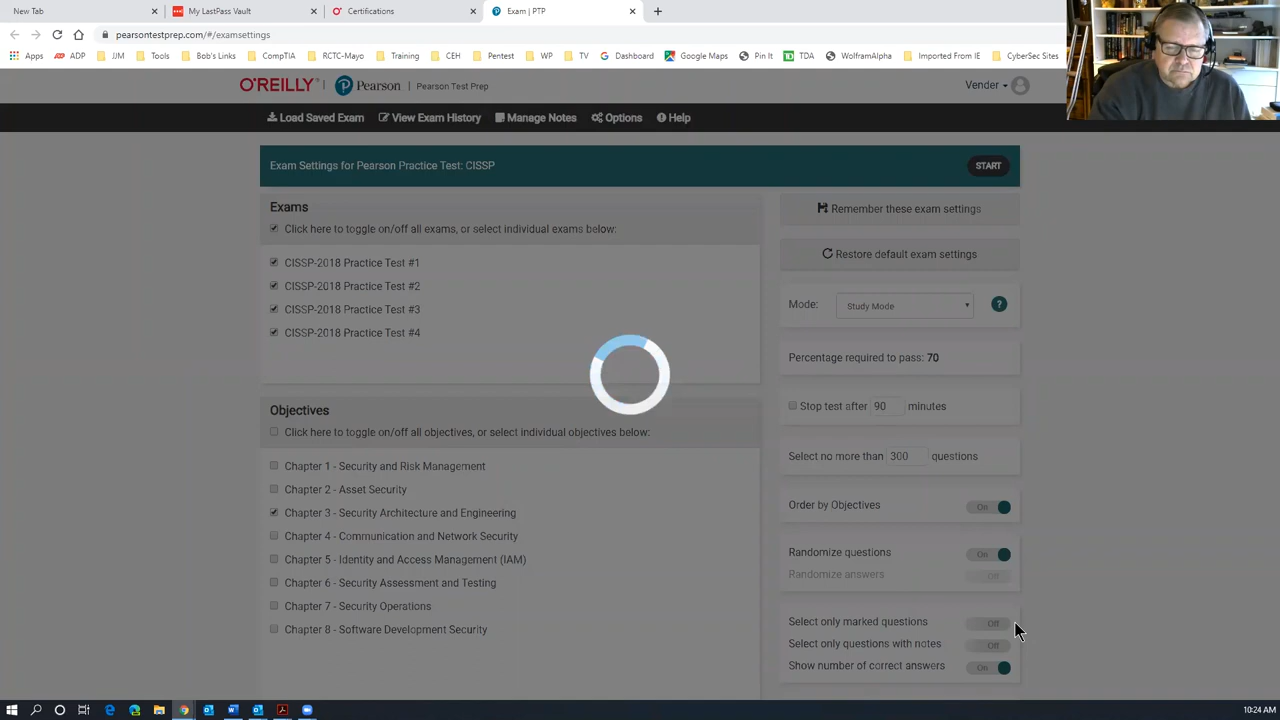 New Tab
My LastPass Vault
Certifications
Exam | PTP
pearsontestprep.com/#/examsettings
Apps ADP JJM Tools Bob's Links CompTIA RCTC-Mayo Training CEH Pentest WP TV Dashboard Google Maps Pin It TDA WolframAlpha Imported From IE CyberSec Sites
O'REILLY Pearson Pearson Test Prep
Vender
Load Saved Exam View Exam History Manage Notes Options Help
Exam Settings for Pearson Practice Test: CISSP
START
Exams
Click here to toggle on/off all exams, or select individual exams below:
CISSP-2018 Practice Test #1
CISSP-2018 Practice Test #2
CISSP-2018 Practice Test #3
CISSP-2018 Practice Test #4
Objectives
Click here to toggle on/off all objectives, or select individual objectives below:
Chapter 1 - Security and Risk Management
Chapter 2 - Asset Security
Chapter 3 - Security Architecture and Engineering
Chapter 4 - Communication and Network Security
Chapter 5 - Identity and Access Management (IAM)
Chapter 6 - Security Assessment and Testing
Chapter 7 - Security Operations
Chapter 8 - Software Development Security
Remember these exam settings
Restore default exam settings
Mode: Study Mode ?
Percentage required to pass: 70
Stop test after 90 minutes
Select no more than 300 questions
Order by Objectives On
Randomize questions On
Randomize answers Off
Select only marked questions Off
Select only questions with notes Off
Show number of correct answers On
10:24 AM